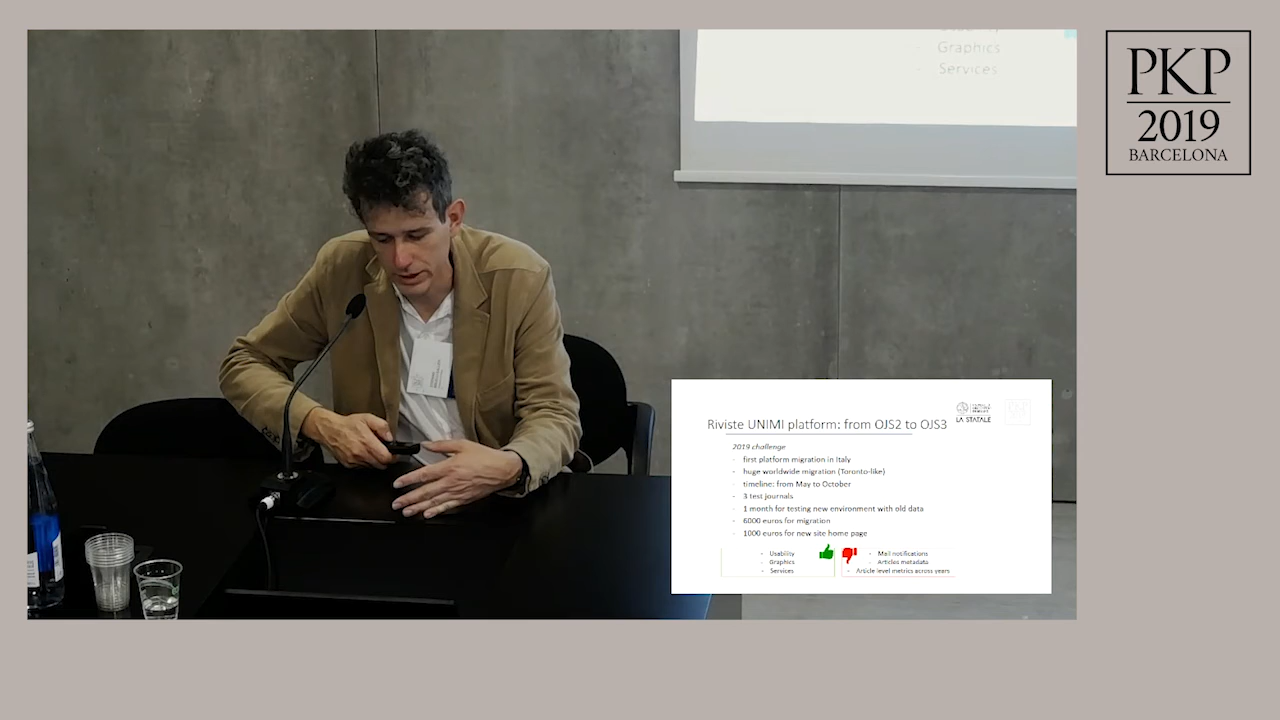 Graphics
Services
PKP
2019
BARCELONA
Riviste UNIMI platform: from OJS2 to OJS3
LA STATALE
2019 challenge
- first platform migration in Italy
- huge worldwide migration (Toronto-like)
- timeline: from May to October
- 3 test journals
- 1 month for testing new environment with old data
- 6000 euros for migration
- 1000 euros for new site home page
- Usability
- Graphics
- Services
- Mail notifications
- Articles metadata
- Article level metrics across years